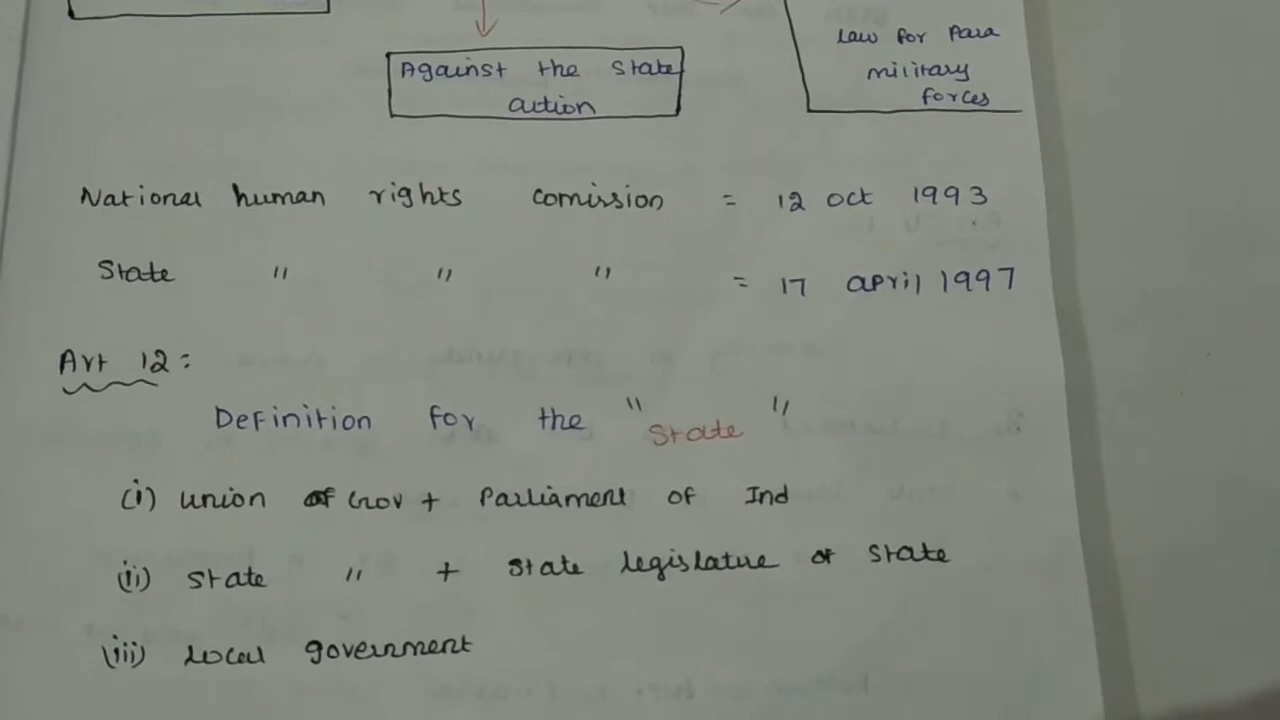 Against the state
action
Law for Para
military
forces
National human rights comission = 12 oct 1993
State " " " = 17 april 1997
Art 12:
Definition for the "State"
(i) union of Gov + Parliament of Ind
(ii) state " + state legislatue of state
(iii) Local government